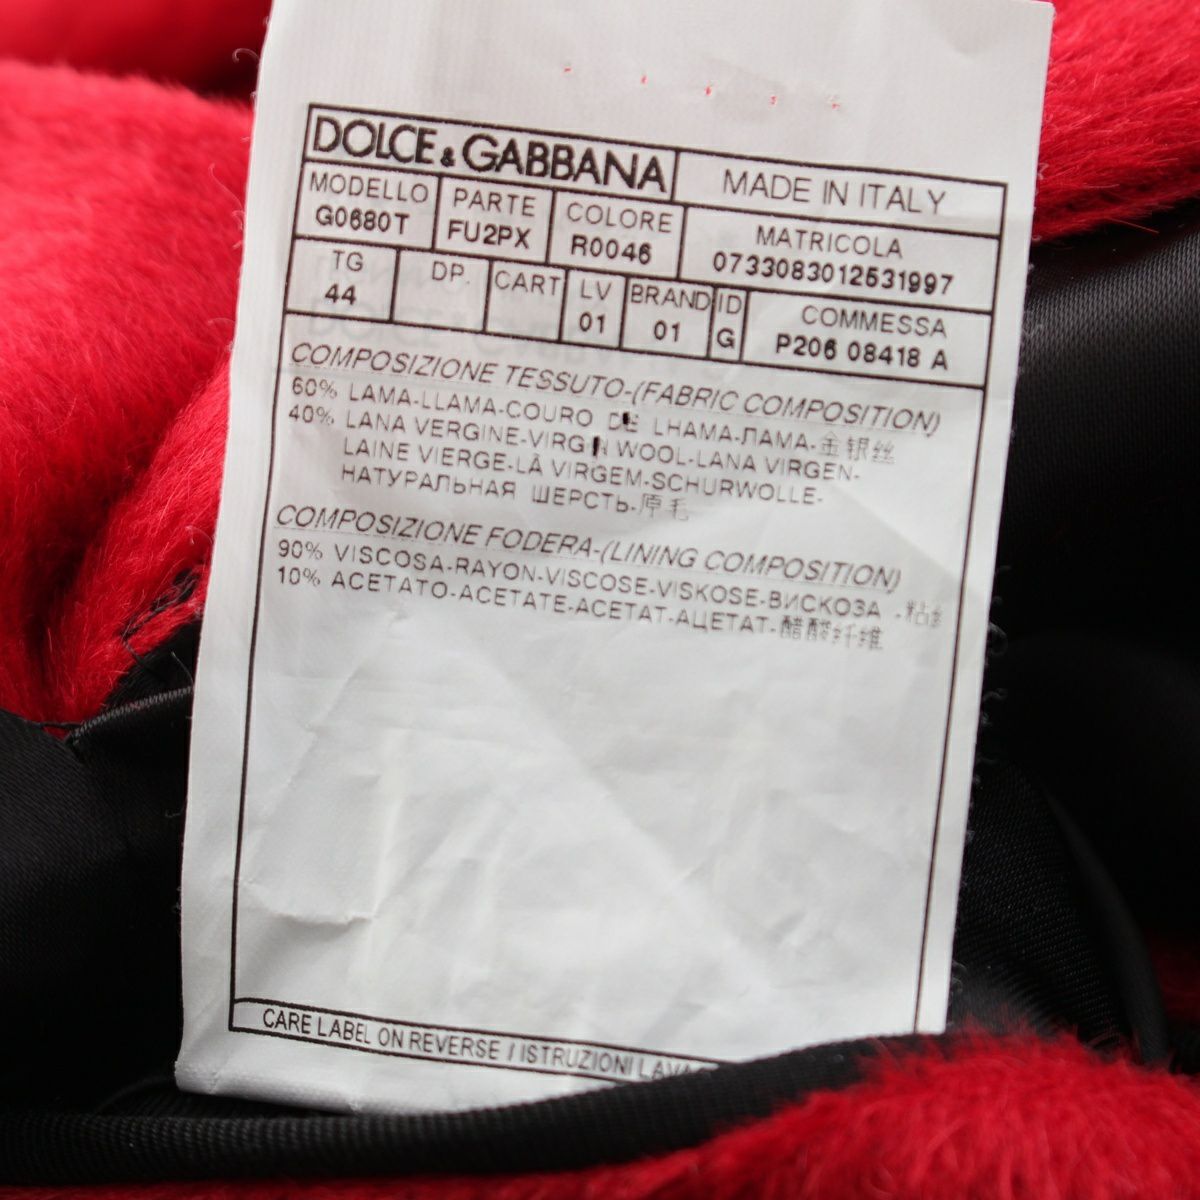 DOLCE & GABBANA MADE IN ITALY
MODELLO PARTE COLORE MATRICOLA
G0680T FU2PX R0046 0733083012531997
TG DP. CART LV BRAND ID COMMESSA
44 01 01 G P206 08418 A
COMPOSIZIONE TESSUTO-(FABRIC COMPOSITION)
60% LAMA-LLAMA-COURO DE LHAMA-ЛАМА-金银丝
40% LANA VERGINE-VIRGIN WOOL-LANA VIRGEN-
LAINE VIERGE-LÃ VIRGEM-SCHURWOLLE-
НАТУРАЛЬНАЯ ШЕРСТЬ-原毛
COMPOSIZIONE FODERA-(LINING COMPOSITION)
90% VISCOSA-RAYON-VISCOSE-VISKOSE-ВИСКОЗА -粘
10% ACETATO-ACETATE-ACETAT-АЦЕТАТ-醋酸纤维
CARE LABEL ON REVERSE / ISTRUZIONI